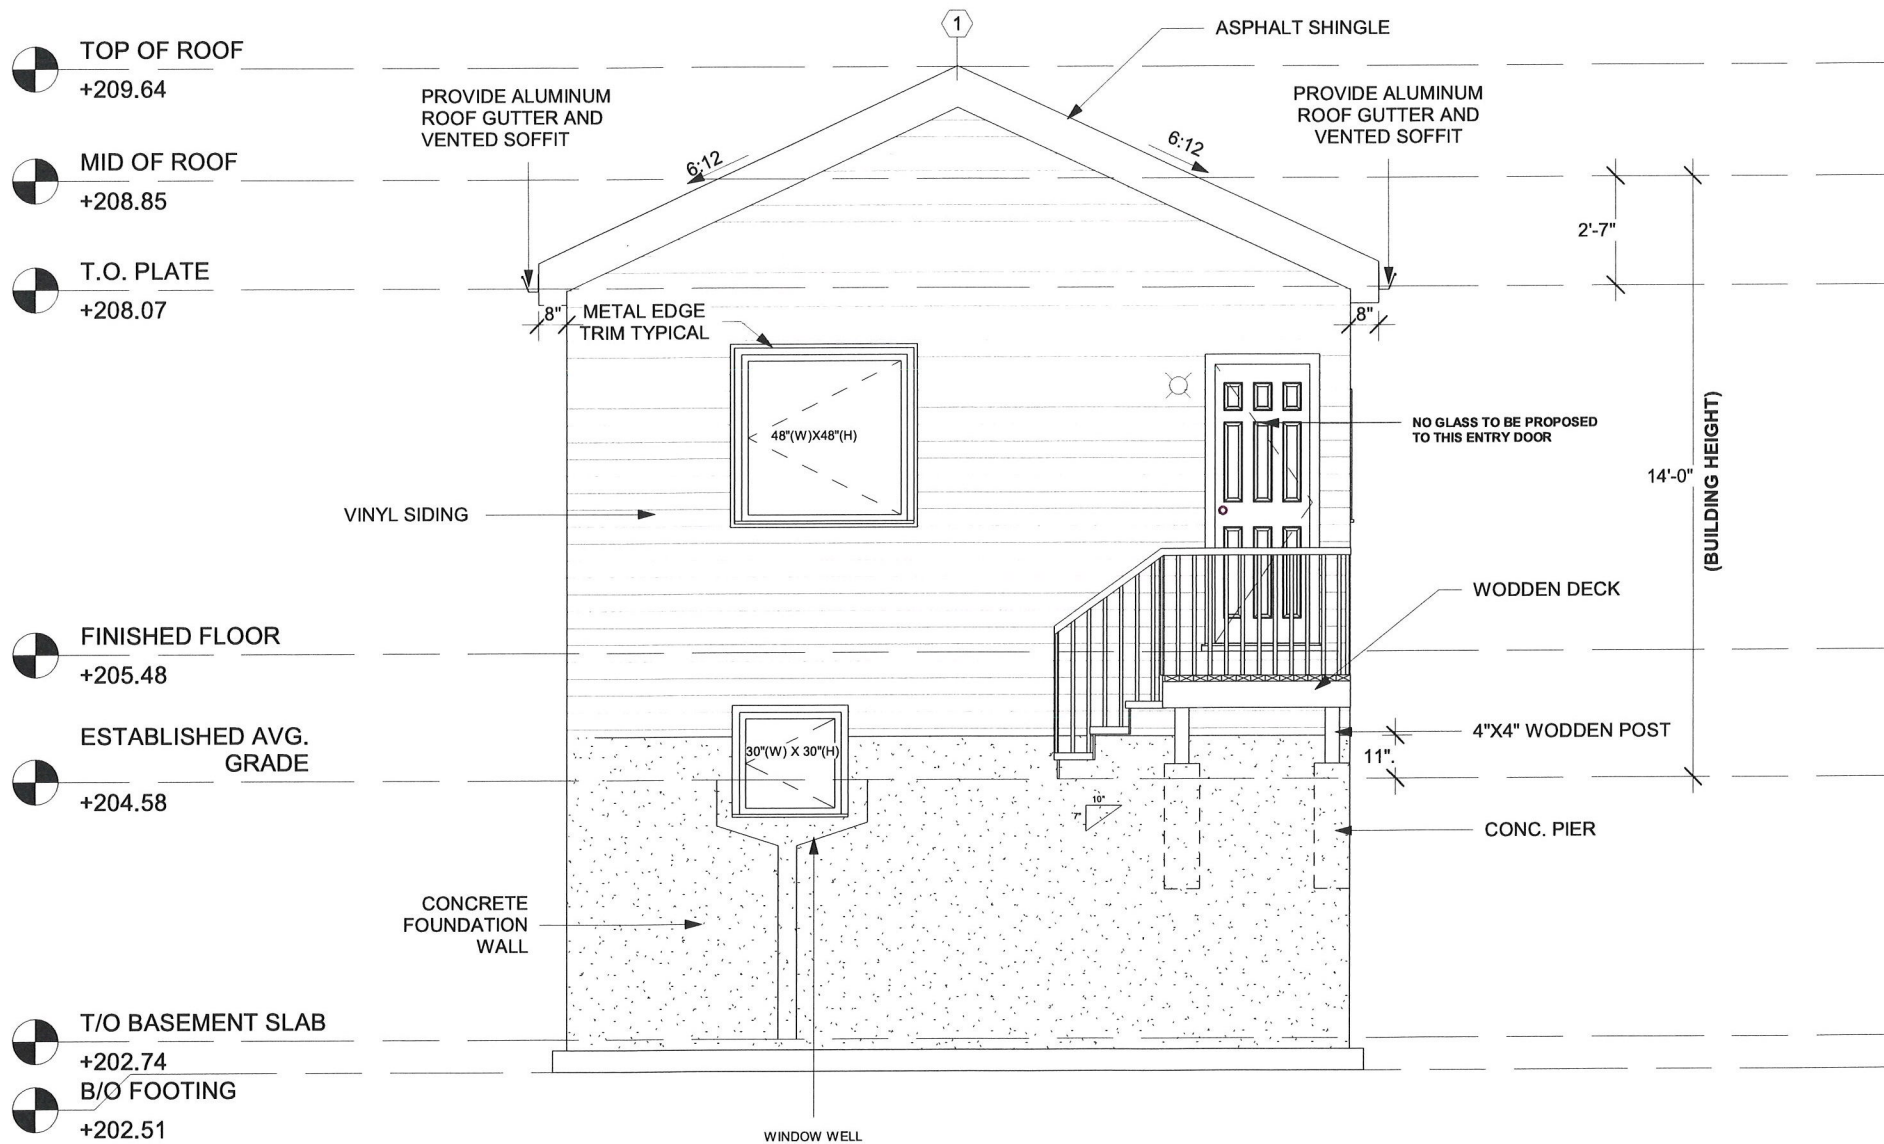 1
ASPHALT SHINGLE
TOP OF ROOF
+209.64
PROVIDE ALUMINUM
ROOF GUTTER AND
VENTED SOFFIT
PROVIDE ALUMINUM
ROOF GUTTER AND
VENTED SOFFIT
6:12
6:12
MID OF ROOF
+208.85
2'-7"
T.O. PLATE
+208.07
8"
METAL EDGE
TRIM TYPICAL
8"
48"(W)X48"(H)
NO GLASS TO BE PROPOSED
TO THIS ENTRY DOOR
14'-0"
(BUILDING HEIGHT)
VINYL SIDING
WODDEN DECK
FINISHED FLOOR
+205.48
ESTABLISHED AVG.
GRADE
+204.58
30"(W) X 30"(H)
4"X4" WODDEN POST
11".
10"
7"
CONC. PIER
CONCRETE
FOUNDATION
WALL
T/O BASEMENT SLAB
+202.74
B/O FOOTING
+202.51
WINDOW WELL